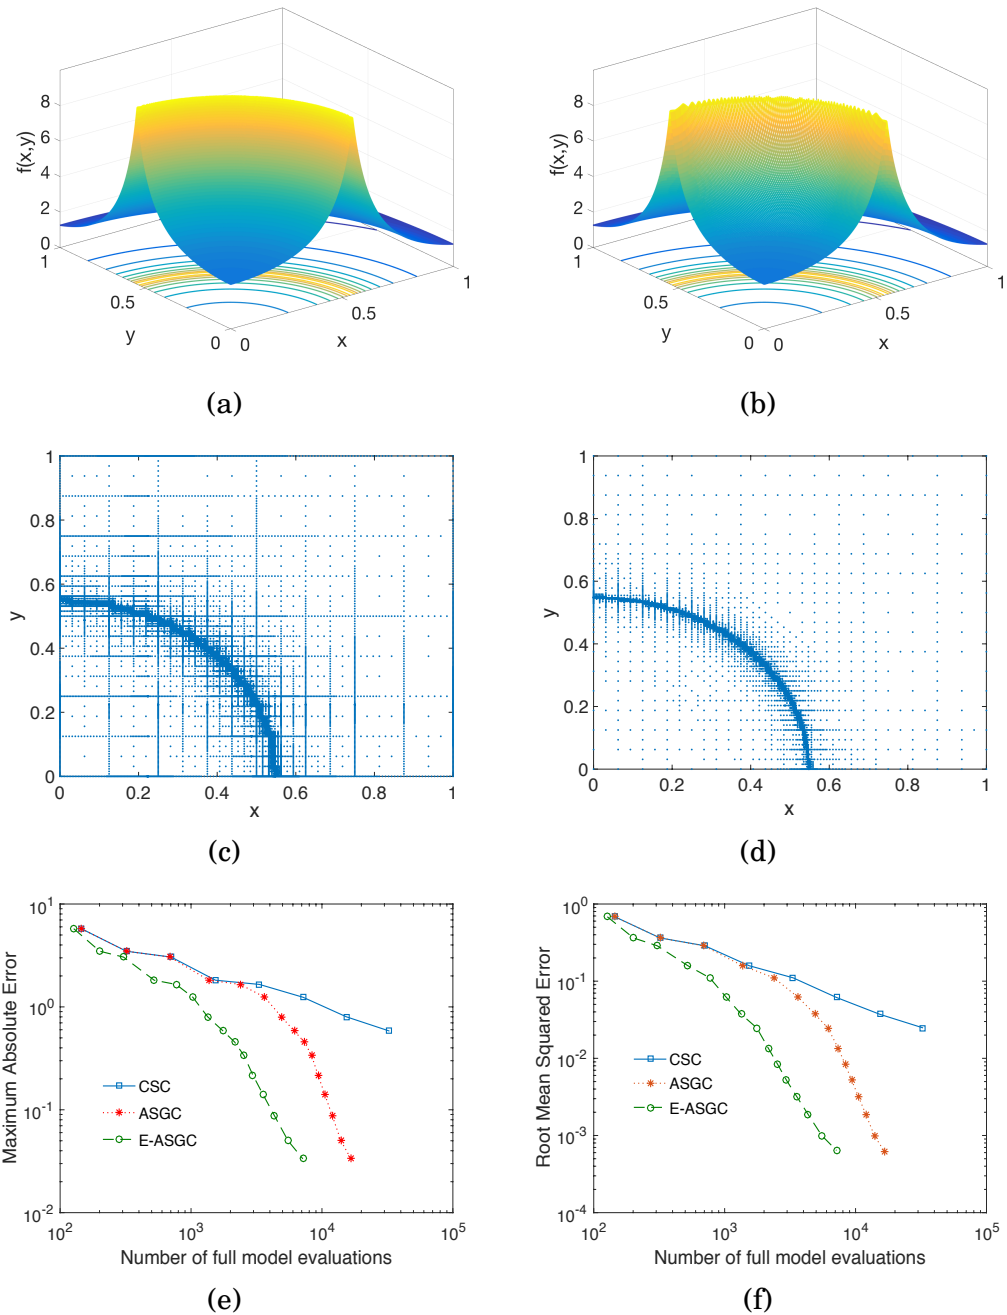 f(x,y)
8
6
4
2
0
1
0.5
y
0
0
x
0.5
1
(a)
f(x,y)
8
6
4
2
0
1
0.5
y
0
0
x
0.5
1
(b)
1
0.8
0.6
y
0.4
0.2
0
0
0.2
0.4
0.6
0.8
1
x
(c)
1
0.8
0.6
y
0.4
0.2
0
0
0.2
0.4
0.6
0.8
1
x
(d)
Maximum Absolute Error
10^1
10^0
10^-1
10^-2
CSC
ASGC
E-ASGC
10^2
10^3
10^4
10^5
Number of full model evaluations
(e)
Root Mean Squared Error
10^0
10^-1
10^-2
10^-3
10^-4
CSC
ASGC
E-ASGC
10^2
10^3
10^4
10^5
Number of full model evaluations
(f)